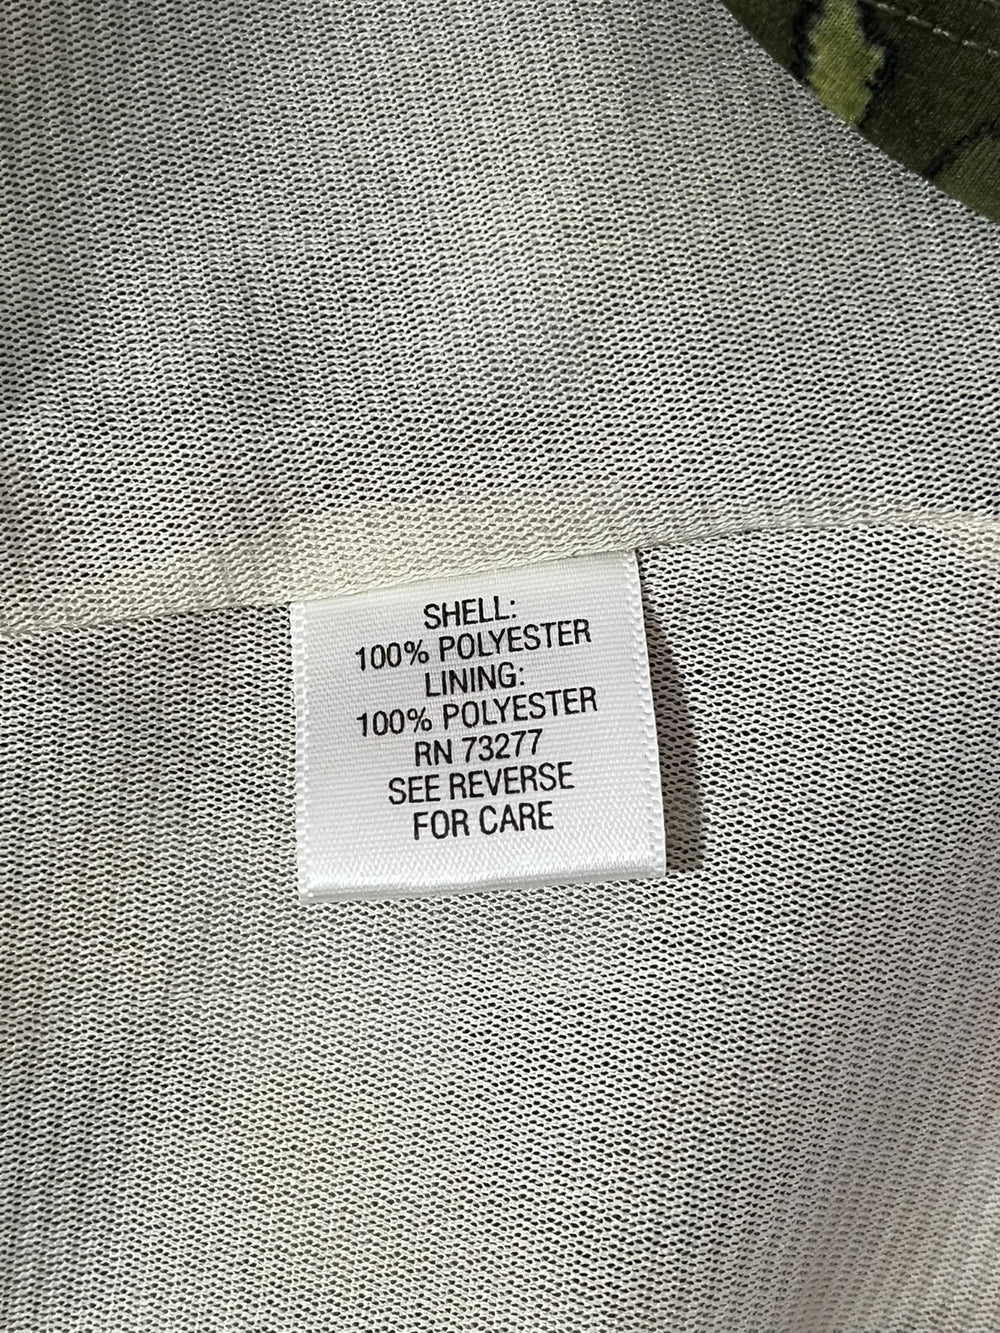 SHELL:
100% POLYESTER
LINING:
100% POLYESTER
RN 73277
SEE REVERSE
FOR CARE